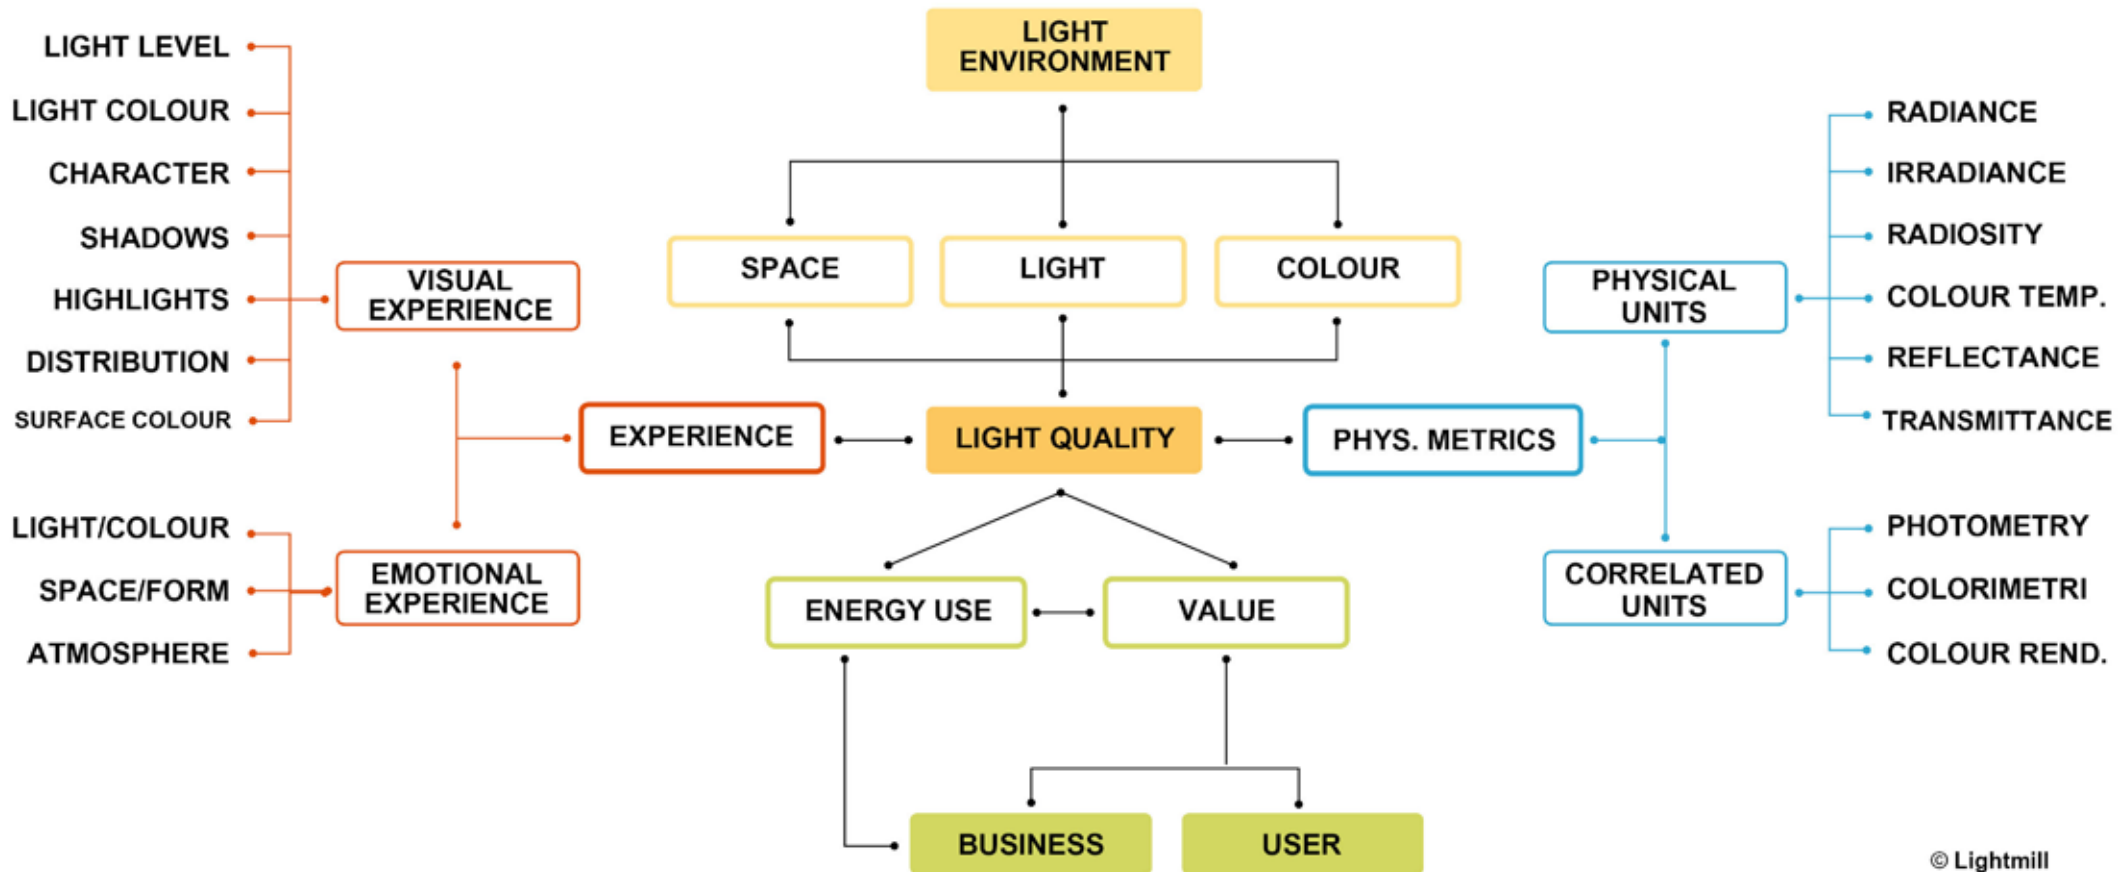 LIGHT
ENVIRONMENT
SPACE
LIGHT
COLOUR
LIGHT QUALITY
EXPERIENCE
VISUAL
EXPERIENCE
LIGHT LEVEL
LIGHT COLOUR
CHARACTER
SHADOWS
HIGHLIGHTS
DISTRIBUTION
SURFACE COLOUR
EMOTIONAL
EXPERIENCE
LIGHT/COLOUR
SPACE/FORM
ATMOSPHERE
PHYS. METRICS
PHYSICAL
UNITS
RADIANCE
IRRADIANCE
RADIOSITY
COLOUR TEMP.
REFLECTANCE
TRANSMITTANCE
CORRELATED
UNITS
PHOTOMETRY
COLORIMETRI
COLOUR REND.
ENERGY USE
VALUE
BUSINESS
USER
© Lightmill